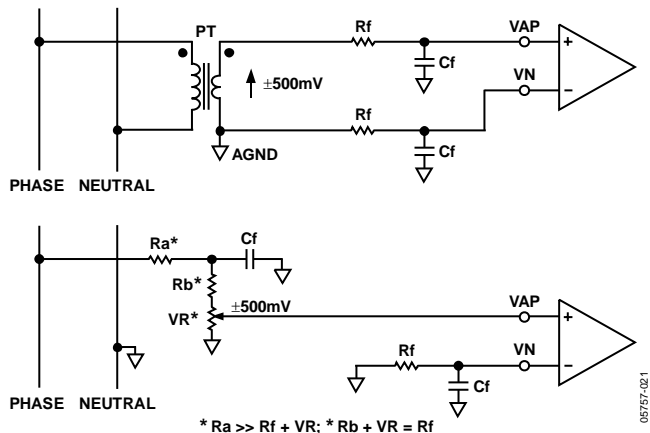 PT
Rf
VAP
Cf
±500mV
VN
Rf
AGND
Cf
PHASE NEUTRAL
Ra*
Cf
Rb*
±500mV
VAP
VR*
Rf
VN
Cf
PHASE NEUTRAL
* Ra >> Rf + VR; * Rb + VR = Rf
05757-021